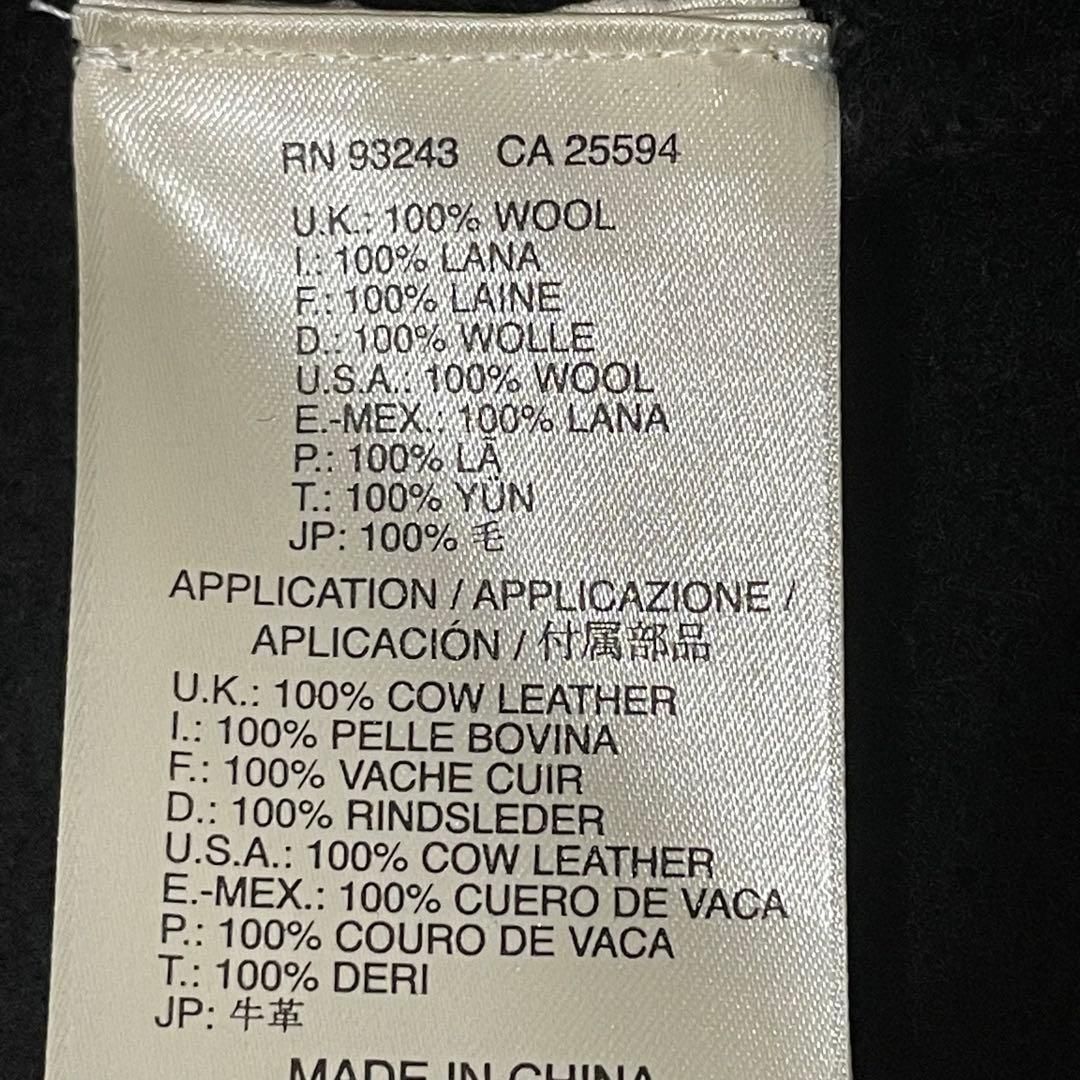 RN 93243 CA 25594
U.K.: 100% WOOL
I.: 100% LANA
F.: 100% LAINE
D.: 100% WOLLE
U.S.A.: 100% WOOL
E.-MEX.: 100% LANA
P.: 100% LÃ
T.: 100% YÜN
JP: 100% 毛
APPLICATION / APPLICAZIONE /
APLICACIÓN / 付属部品
U.K.: 100% COW LEATHER
I.: 100% PELLE BOVINA
F.: 100% VACHE CUIR
D.: 100% RINDSLEDER
U.S.A.: 100% COW LEATHER
E.-MEX.: 100% CUERO DE VACA
P.: 100% COURO DE VACA
T.: 100% DERI
JP: 牛革
MADE IN CHINA